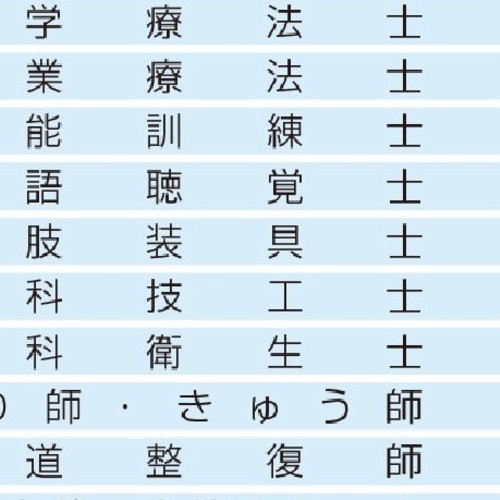 学療法士
業療法士
能訓練士
語聴覚士
肢装具士
科技工士
科衛生士
師・きゅう師
道整復師